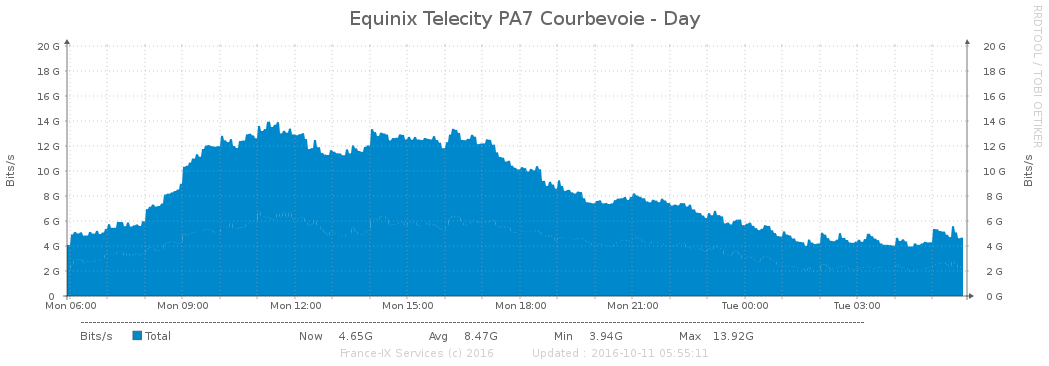 Equinix Telecity PA7 Courbevoie - Day
RRDTOOL / TOBI OETIKER
Bits/s
20 G
18 G
16 G
14 G
12 G
10 G
8 G
6 G
4 G
2 G
0
20 G
18 G
16 G
14 G
12 G
10 G
8 G
6 G
4 G
2 G
0 G
Bits/s
Mon 06:00 Mon 09:00 Mon 12:00 Mon 15:00 Mon 18:00 Mon 21:00 Tue 00:00 Tue 03:00
Bits/s Total Now 4.65G Avg 8.47G Min 3.94G Max 13.92G
France-IX Services (c) 2016 Updated : 2016-10-11 05:55:11